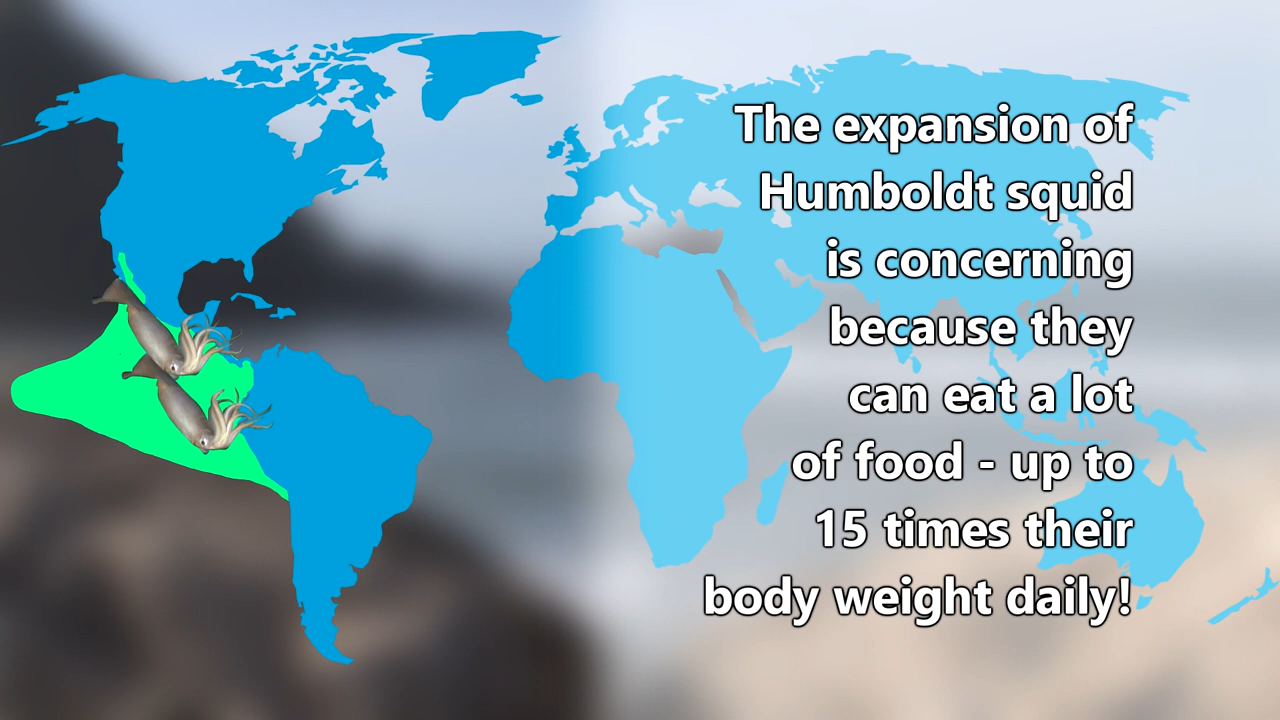 The expansion of
Humboldt squid
is concerning
because they
can eat a lot
of food - up to
15 times their
body weight daily!